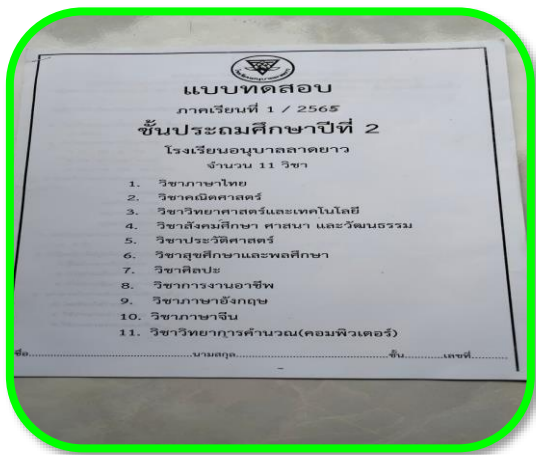 แบบทดสอบ
ภาคเรียนที่ 1 / 2565
ชั้นประถมศึกษาปีที่ 2
โรงเรียนอนุบาลลาดยาว
จำนวน 11 วิชา
1. วิชาภาษาไทย
2. วิชาคณิตศาสตร์
3. วิชาวิทยาศาสตร์และเทคโนโลยี
4. วิชาสังคมศึกษา ศาสนา และวัฒนธรรม
5. วิชาประวัติศาสตร์
6. วิชาสุขศึกษาและพลศึกษา
7. วิชาศิลปะ
8. วิชาการงานอาชีพ
9. วิชาภาษาอังกฤษ
10. วิชาภาษาจีน
11. วิชาวิทยาการคำนวณ(คอมพิวเตอร์)
ชื่อ..............................นามสกุล..............................ชั้น..........เลขที่..........